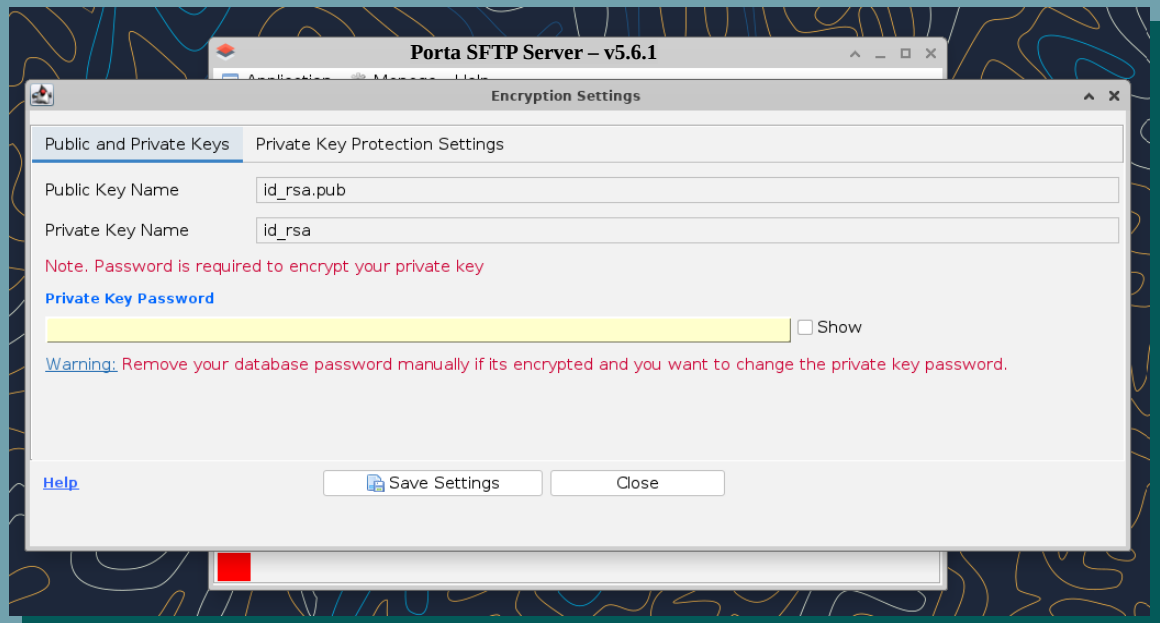 Porta SFTP Server – v5.6.1
Application Manage Help
Encryption Settings
Public and Private Keys Private Key Protection Settings
Public Key Name id_rsa.pub
Private Key Name id_rsa
Note. Password is required to encrypt your private key
Private Key Password
Show
Warning: Remove your database password manually if its encrypted and you want to change the private key password.
Help Save Settings Close